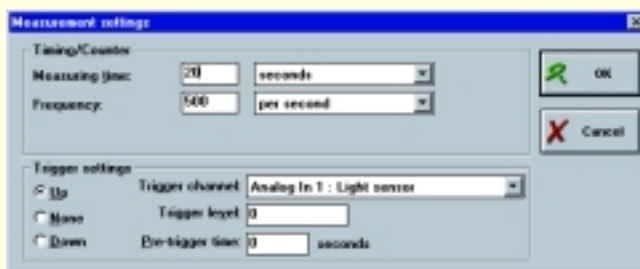 Measurement settings
Timing/Counter
Measuring time: 20 seconds
Frequency: 500 per second
OK
Cancel
Trigger settings
Up
None
Down
Trigger channel: Analog In 1 : Light sensor
Trigger level: 0
Pre-trigger time: 0 seconds